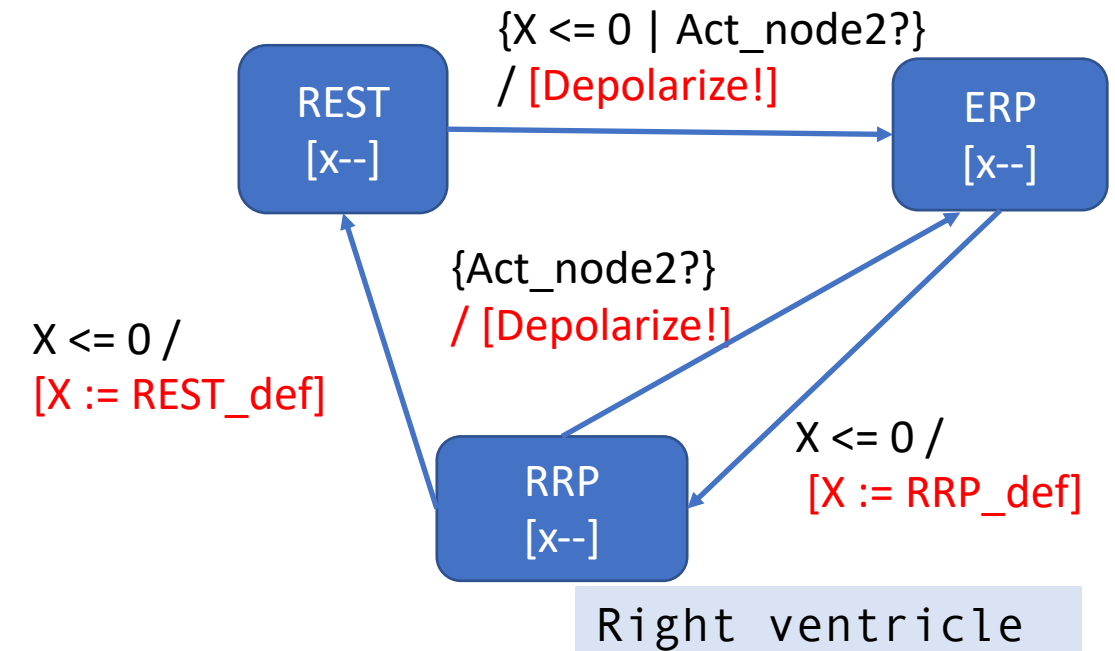 {X <= 0 | Act_node2?}
/ [Depolarize!]
REST
[x--]
ERP
[x--]
{Act_node2?}
/ [Depolarize!]
X <= 0 /
[X := REST_def]
X <= 0 /
[X := RRP_def]
RRP
[x--]
Right ventricle